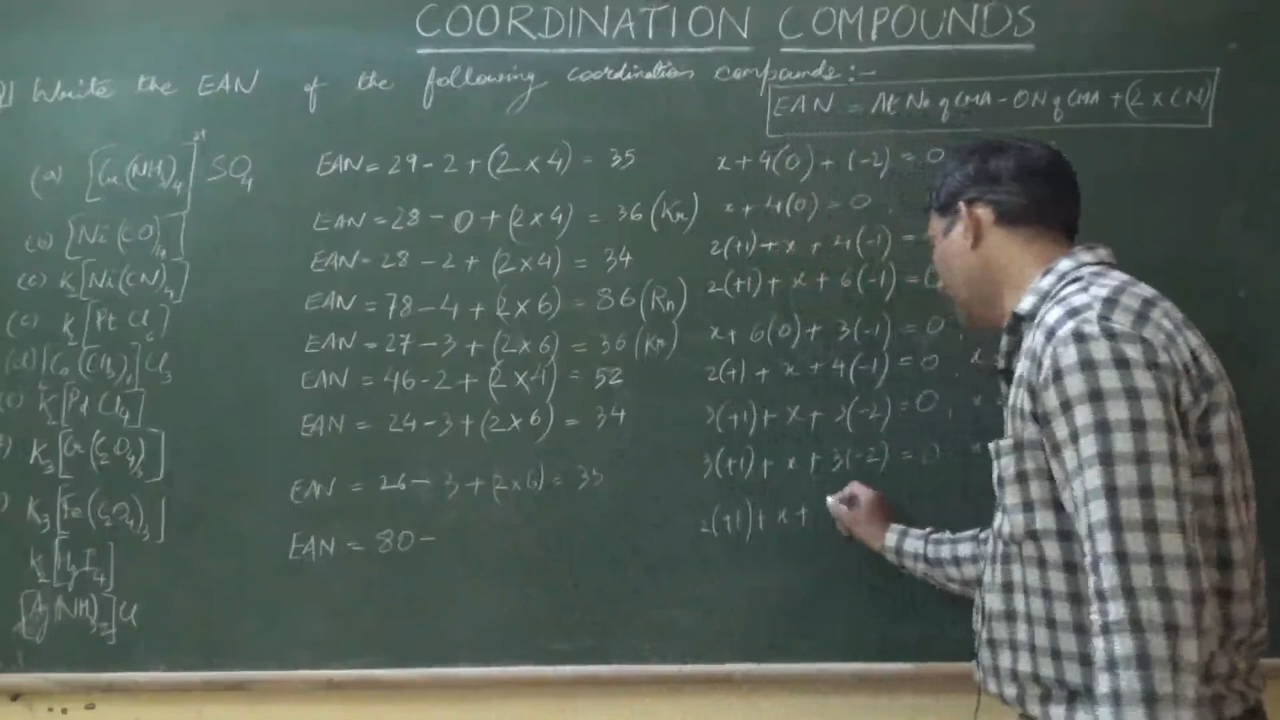 COORDINATION COMPOUNDS
Q1 Write the EAN of the following coordination compounds:-
EAN = At No of CMA - ON of CMA + (2 x CN)
(a) [Cu(NH3)4]2+ SO4 EAN = 29 - 2 + (2 x 4) = 35 x + 4(0) + (-2) = 0
(b) [Ni(CO)4] EAN = 28 - 0 + (2 x 4) = 36 (Kr) x + 4(0) = 0
(c) K2[Ni(CN)4] EAN = 28 - 2 + (2 x 4) = 34 2(+1) + x + 4(-1) =
(c) K2[PtCl6] EAN = 78 - 4 + (2 x 6) = 86 (Rn) 2(+1) + x + 6(-1) = 0
(d) Cl3 EAN = 27 - 3 + (2 x 6) = 36 (Kr) x + 6(0) + 3(-1) = 0
(e) K2[PdCl4] EAN = 46 - 2 + (2 x 4) = 52 2(+1) + x + 4(-1) = 0, x
K3[Cr(C2O4)3] EAN = 24 - 3 + (2 x 6) = 34 3(+1) + x + 3(-2) = 0, x
K3[Fe(C2O4)3] EAN = 26 - 3 + (2 x 6) = 35 3(+1) + x + 3(-2) = 0
K2[HgI4] EAN = 80 - 2(+1) + x +
[Ag(NH3)2]Cl